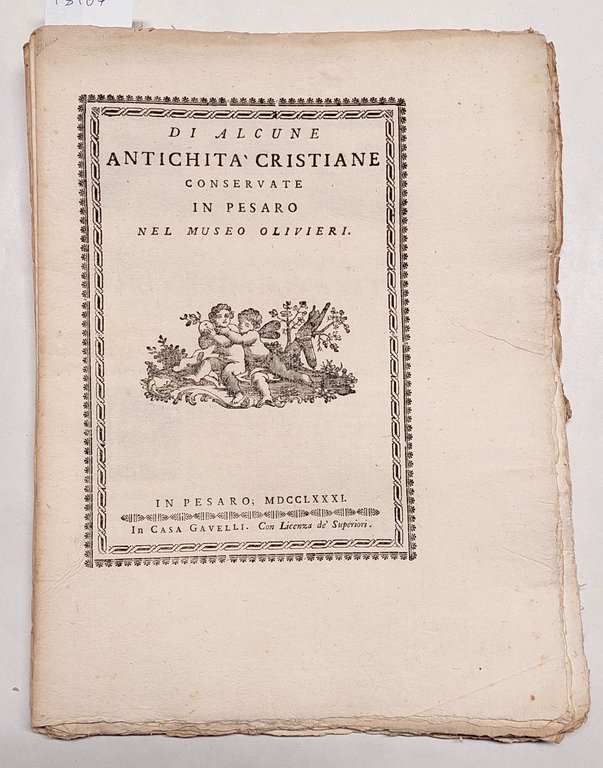 DI ALCUNE
ANTICHITA' CRISTIANE
CONSERVATE
IN PESARO
NEL MUSEO OLIVIERI.
IN PESARO; MDCCLXXXI.
IN CASA GAVELLI. Con Licenza de' Superiori.